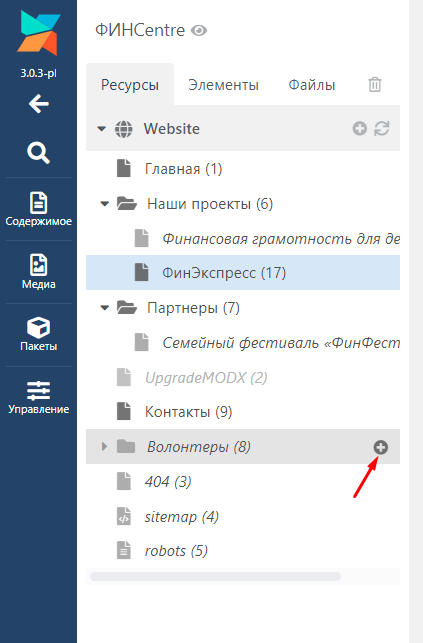 ФИНCentre
3.0.3-pl
Ресурсы Элементы Файлы
Website
Главная (1)
Содержимое
Наши проекты (6)
Финансовая грамотность для де
Медиа
ФинЭкспресс (17)
Партнеры (7)
Пакеты
Семейный фестиваль «ФинФест
UpgradeMODX (2)
Управление
Контакты (9)
Волонтеры (8)
404 (3)
sitemap (4)
robots (5)